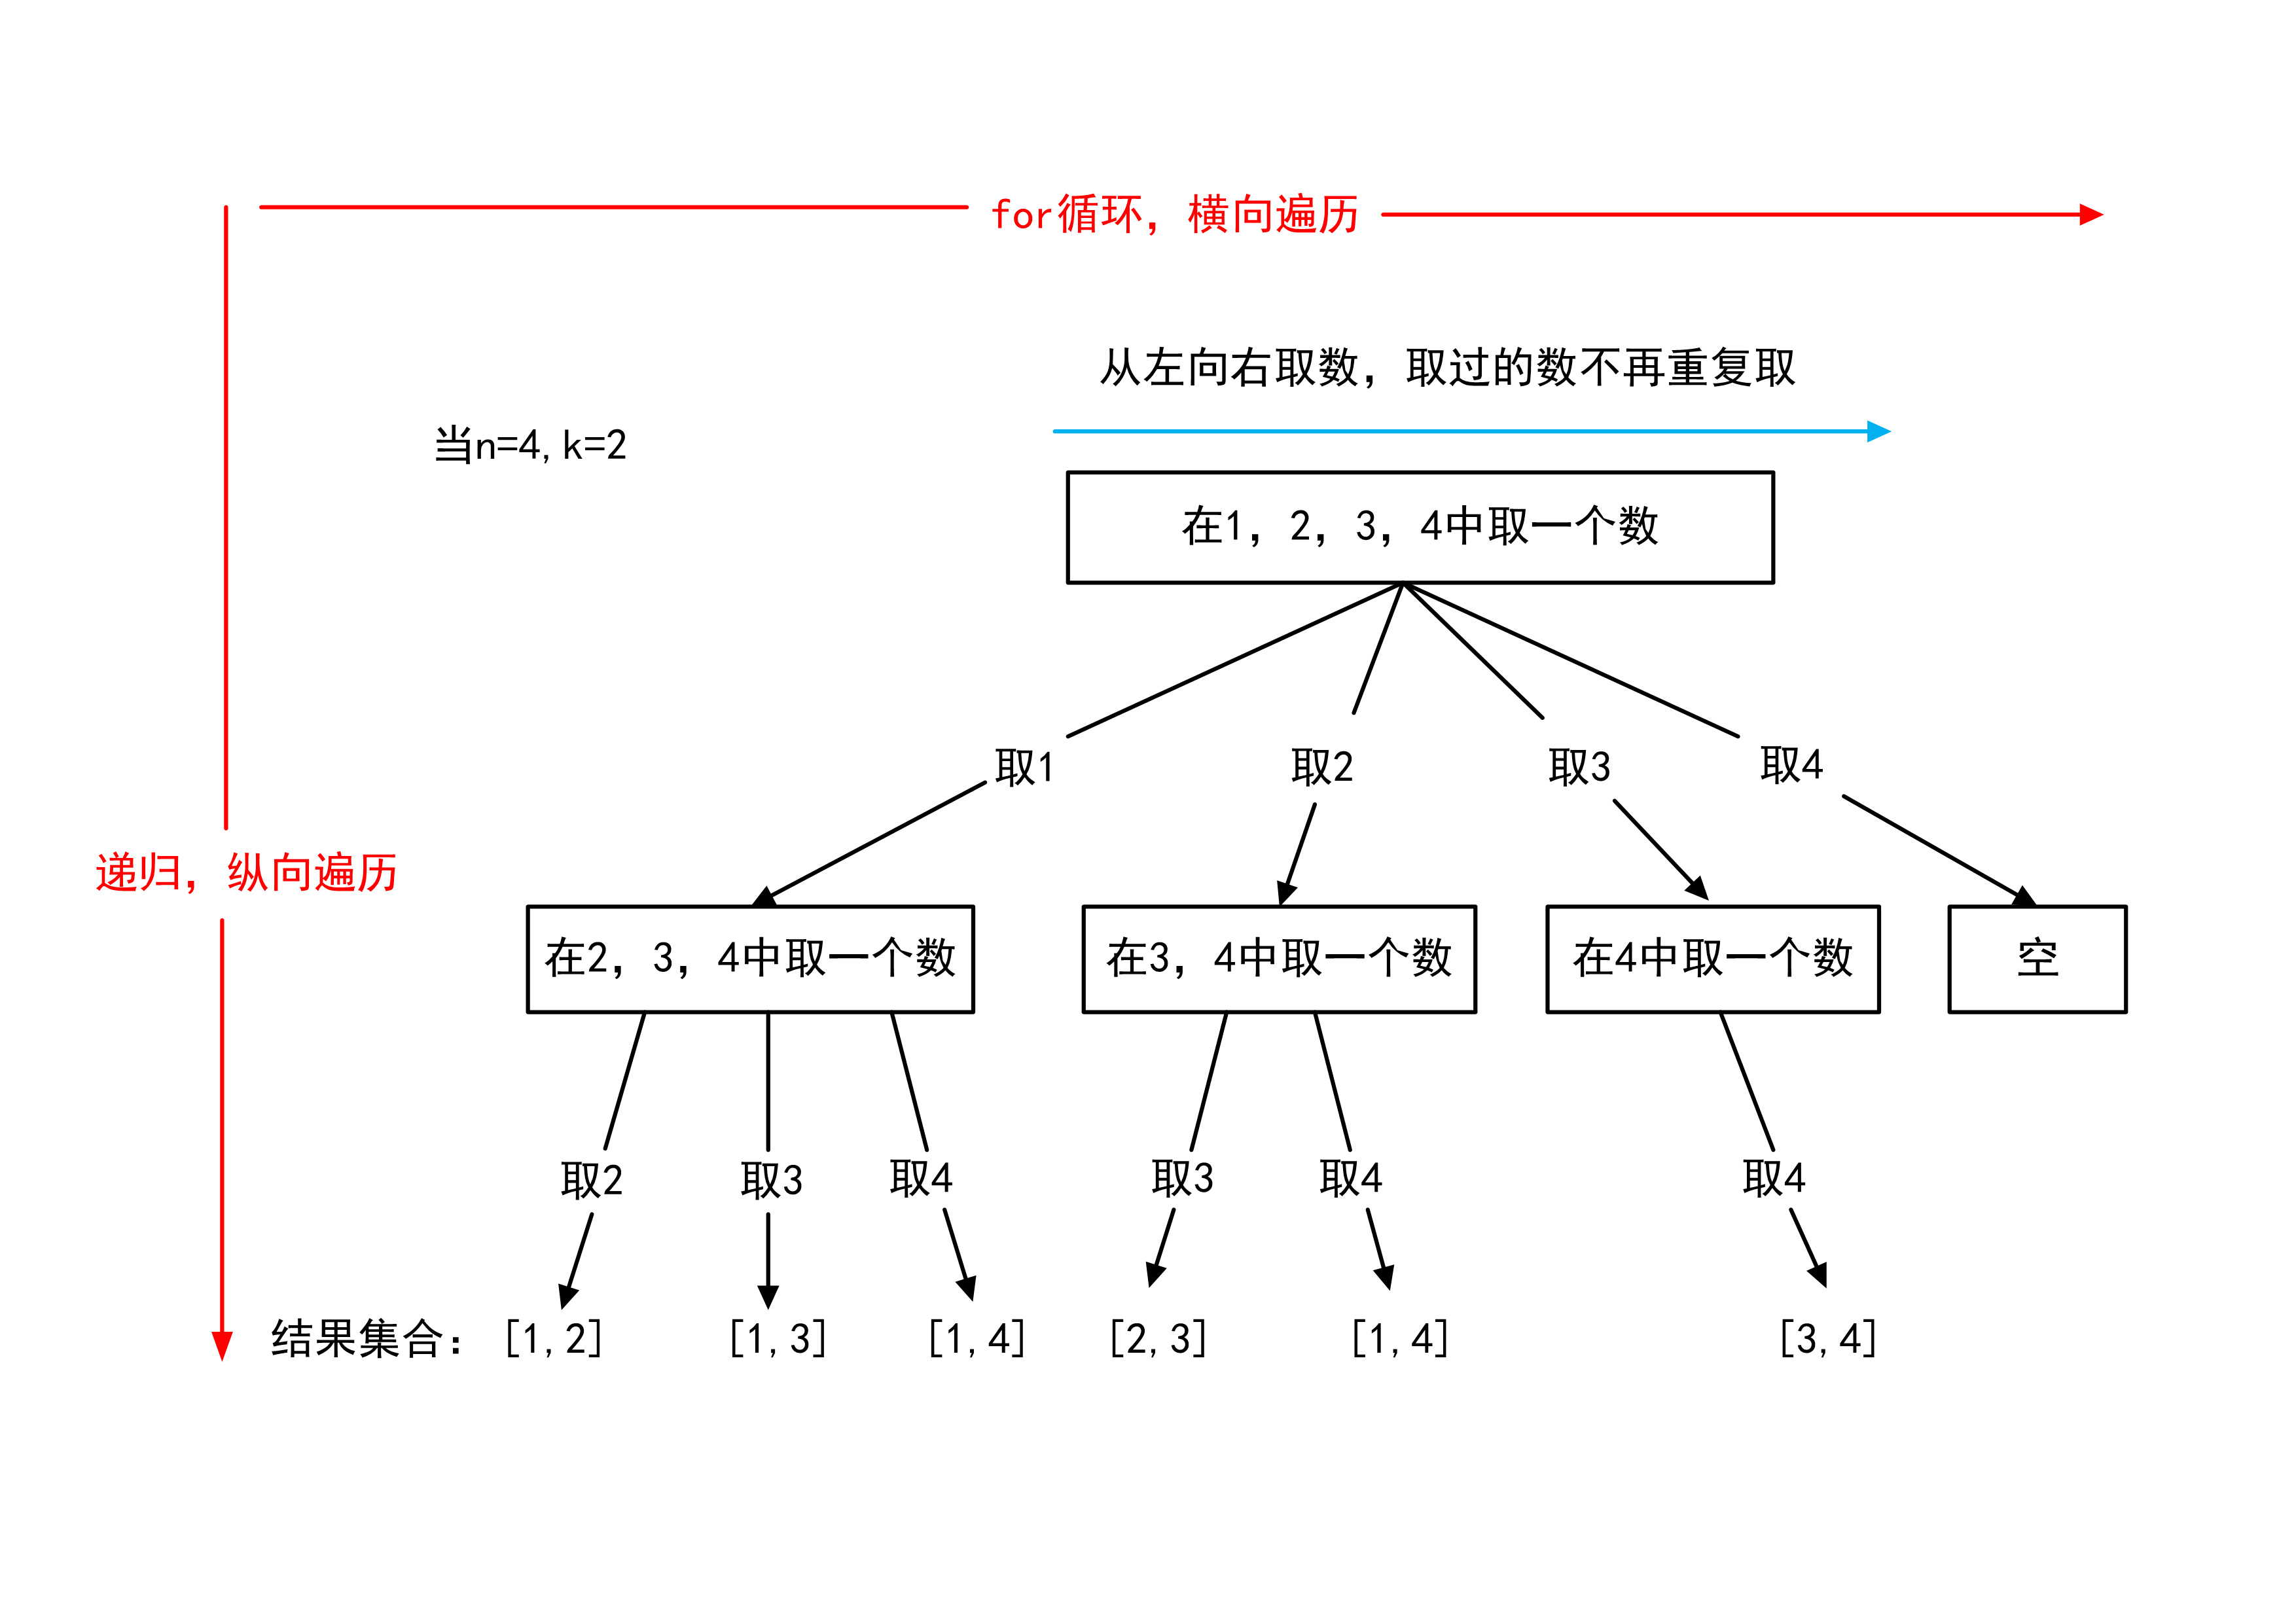 for循环，横向遍历
从左向右取数，取过的数不再重复取
当n=4,k=2
在1，2，3，4中取一个数
取1
取2
取3
取4
递归，纵向遍历
在2，3，4中取一个数
在3，4中取一个数
在4中取一个数
空
取2
取3
取4
取3
取4
取4
结果集合：
[1,2]
[1,3]
[1,4]
[2,3]
[1,4]
[3,4]